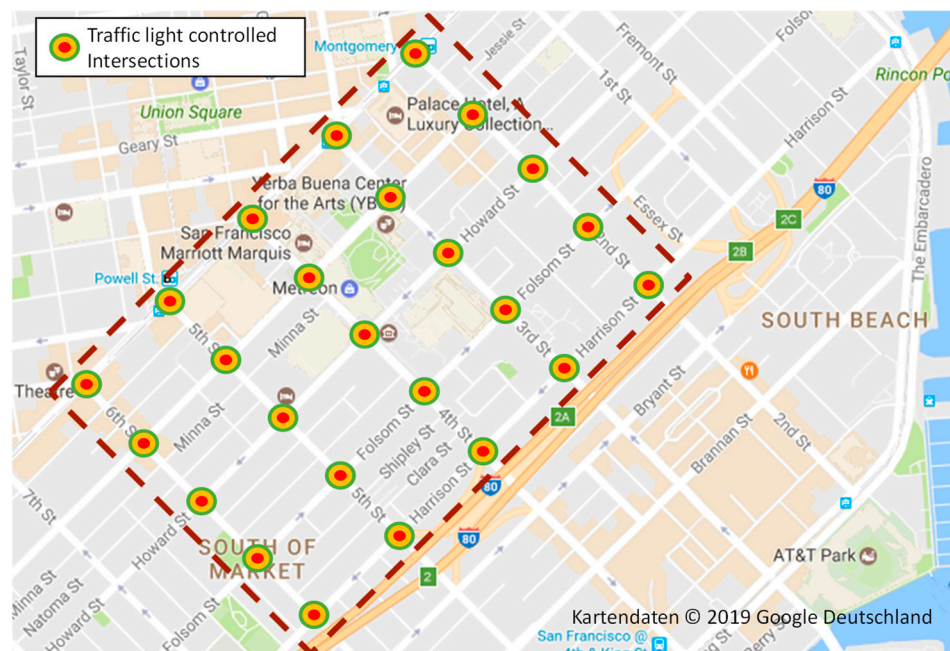 Traffic light controlled
Intersections
Taylor St
Montgomery
Jessie St
Fremont St
Folsom
1st St
Rincon Po
Union Square
Geary St
Palace Hotel, A
Luxury Collection...
Harrison St
80
The Embarcadero
Yerba Buena Center
for the Arts (YB
Howard St
Essex St
2C
2B
San Francisco
Marriott Marquis
2nd St
Folsom St
Powell St.
Metreon
Harrison St
SOUTH BEACH
5th S
Minna St
3rd St
Theatre
6th St
Minna St
Folsom St
4th St
2A
Bryant St
Shipley St
Clara St
Brannan St
2nd St
7th St
Harrison St
80
5th St
Howard St
80
SOUTH OF
MARKET
2
AT&T Park
Minna St
Natoma St
Howard St
Folsom St
Kartendaten © 2019 Google Deutschland
San Francisco @
4th & King St
Berry St